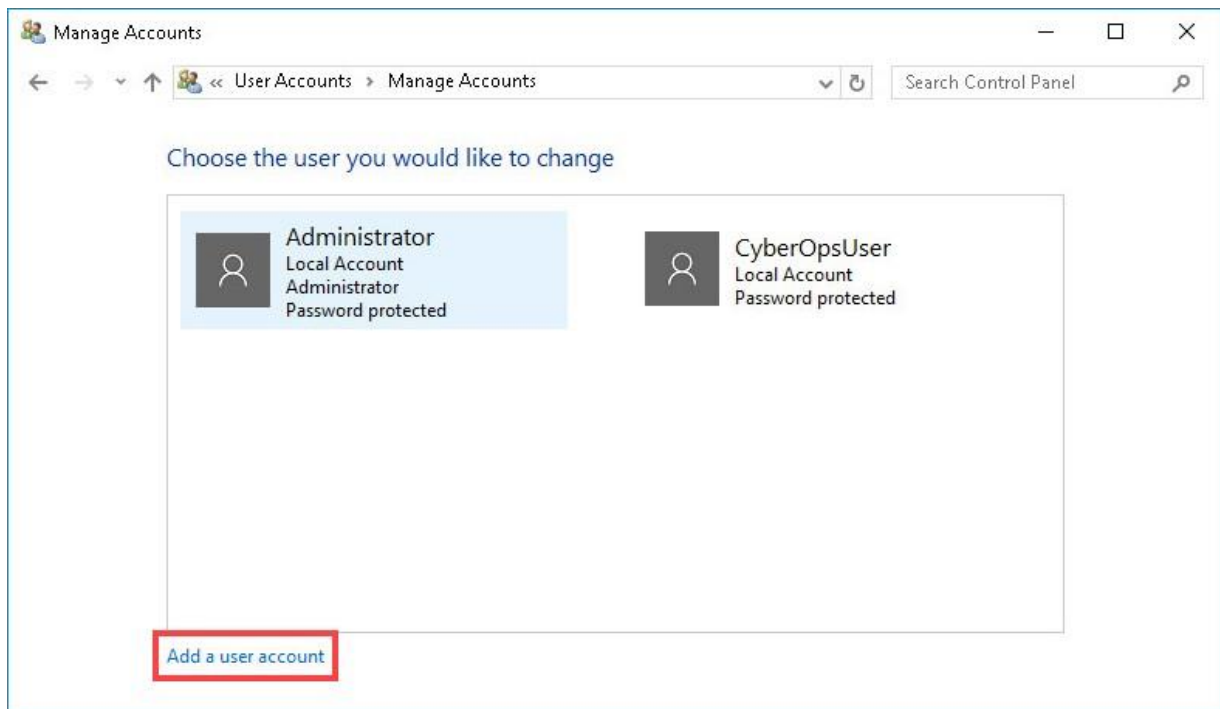 Manage Accounts
« User Accounts › Manage Accounts
Search Control Panel
Choose the user you would like to change
Administrator
Local Account
Administrator
Password protected
CyberOpsUser
Local Account
Password protected
Add a user account